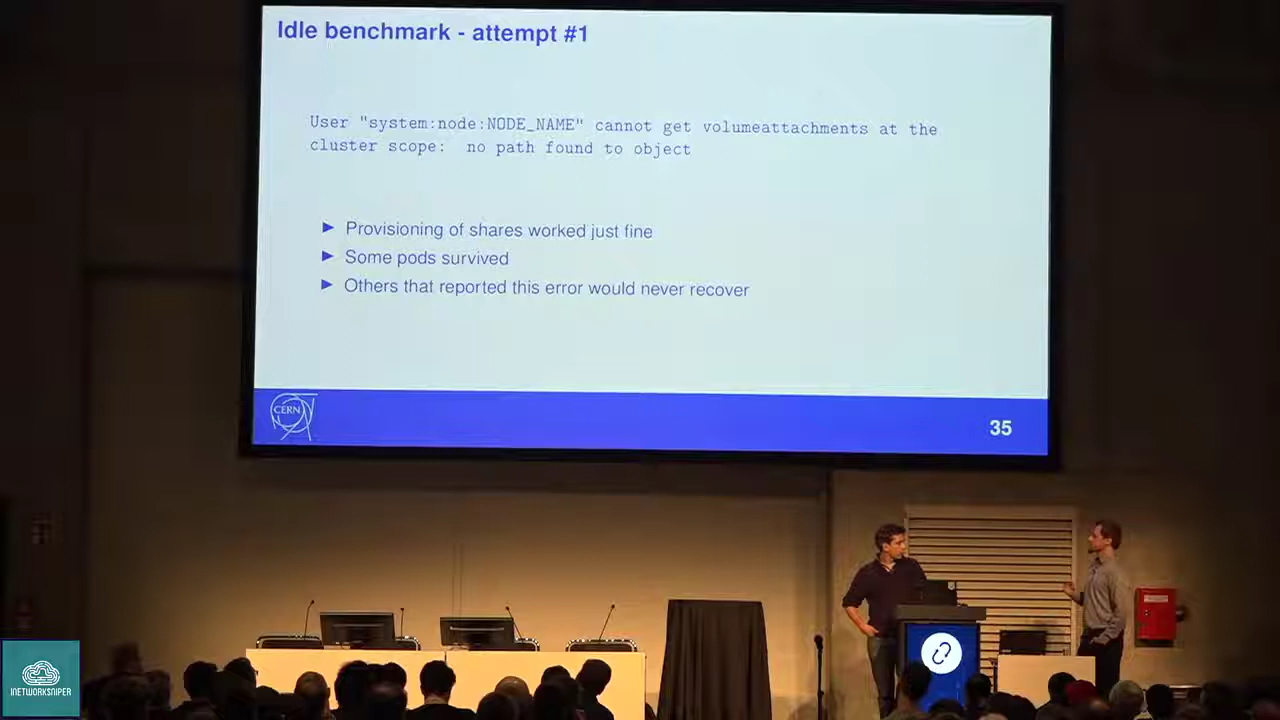 Idle benchmark - attempt #1
User "system:node:NODE_NAME" cannot get volumeattachments at the
cluster scope: no path found to object
▶ Provisioning of shares worked just fine
▶ Some pods survived
▶ Others that reported this error would never recover
CERN
35
INETWORKSNIPER